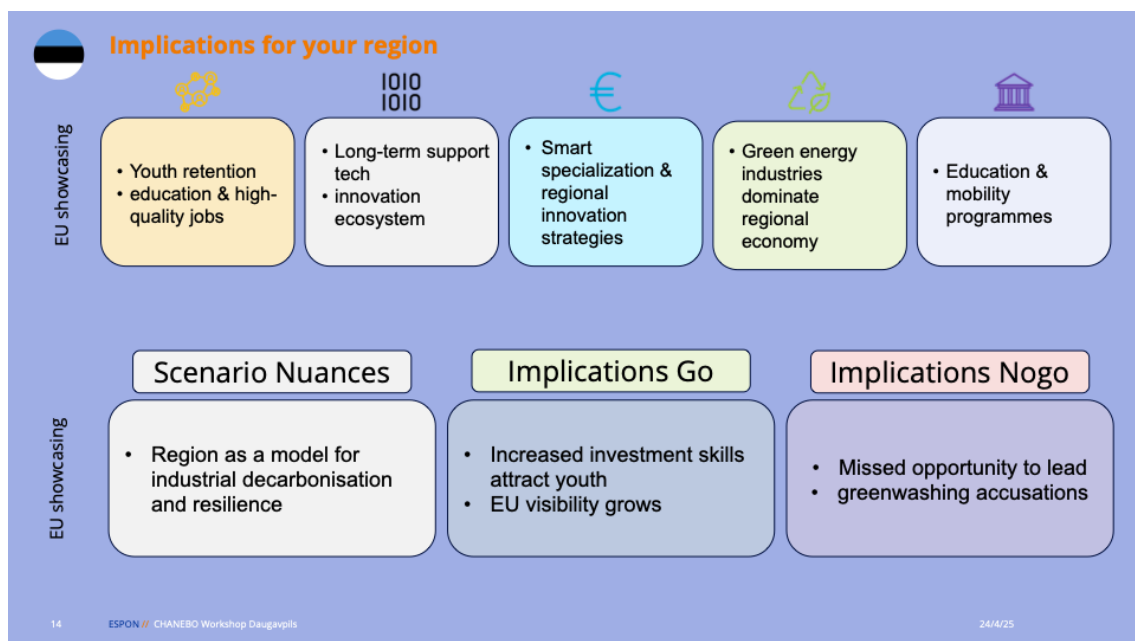 Implications for your region
1010
1010
EU showcasing
• Youth retention
• education & high-
quality jobs
• Long-term support
tech
• innovation
ecosystem
• Smart
specialization &
regional
innovation
strategies
• Green energy
industries
dominate
regional
economy
• Education &
mobility
programmes
Scenario Nuances
Implications Go
Implications Nogo
EU showcasing
• Region as a model for
industrial decarbonisation
and resilience
• Increased investment skills
attract youth
• EU visibility grows
• Missed opportunity to lead
• greenwashing accusations
14
ESPON // CHANEBO Workshop Daugavpils
24/4/25